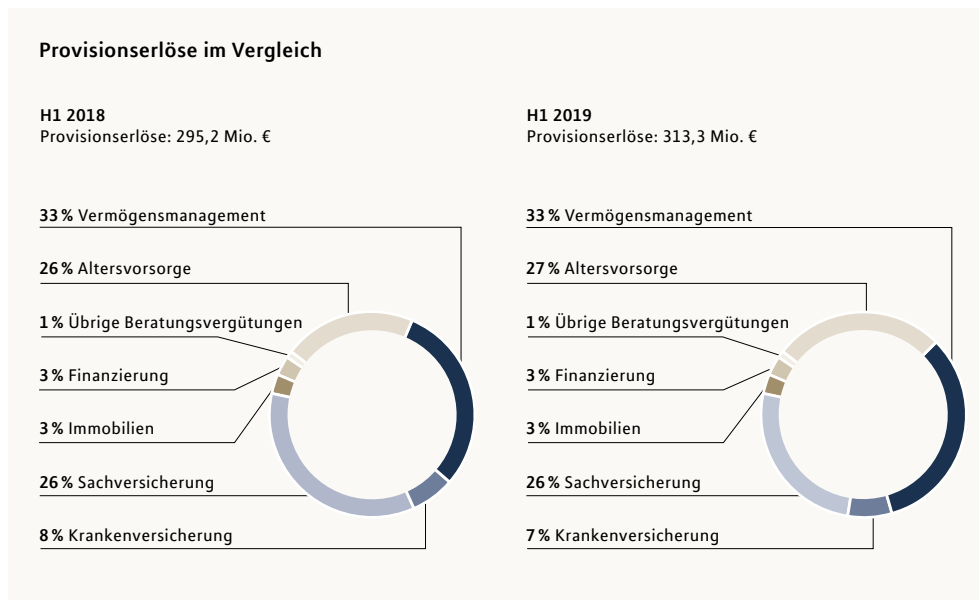 Provisionserlöse im Vergleich
H1 2018
Provisionserlöse: 295,2 Mio. €
33 % Vermögensmanagement
26 % Altersvorsorge
1 % Übrige Beratungsvergütungen
3 % Finanzierung
3 % Immobilien
26 % Sachversicherung
8 % Krankenversicherung
H1 2019
Provisionserlöse: 313,3 Mio. €
33 % Vermögensmanagement
27 % Altersvorsorge
1 % Übrige Beratungsvergütungen
3 % Finanzierung
3 % Immobilien
26 % Sachversicherung
7 % Krankenversicherung